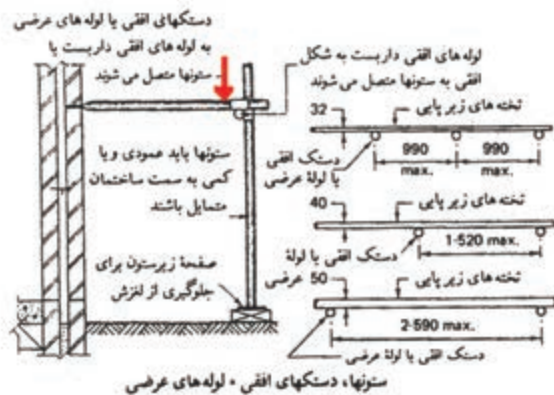 دستکهای افقی یا لوله های عرضی
به لوله های افقی داربست یا
ستونها متصل می شوند
لوله های افقی داربست به شکل
افقی به ستونها متصل می شوند
تخته های زیر پایی
32
دستک افقی
یا لولهٔ عرضی
990
max.
990
max.
ستونها باید عمودی و یا
کمی به سمت ساختمان
متمایل باشند
تخته های زیر پایی
40
دستک افقی یا لولهٔ
عرضی
1·520 max.
صفحهٔ زیرستون برای
جلوگیری از لغزش
تخته های زیر پایی
50
2·590 max.
دستک افقی یا لولهٔ عرضی
ستونها، دستکهای افقی - لوله های عرضی